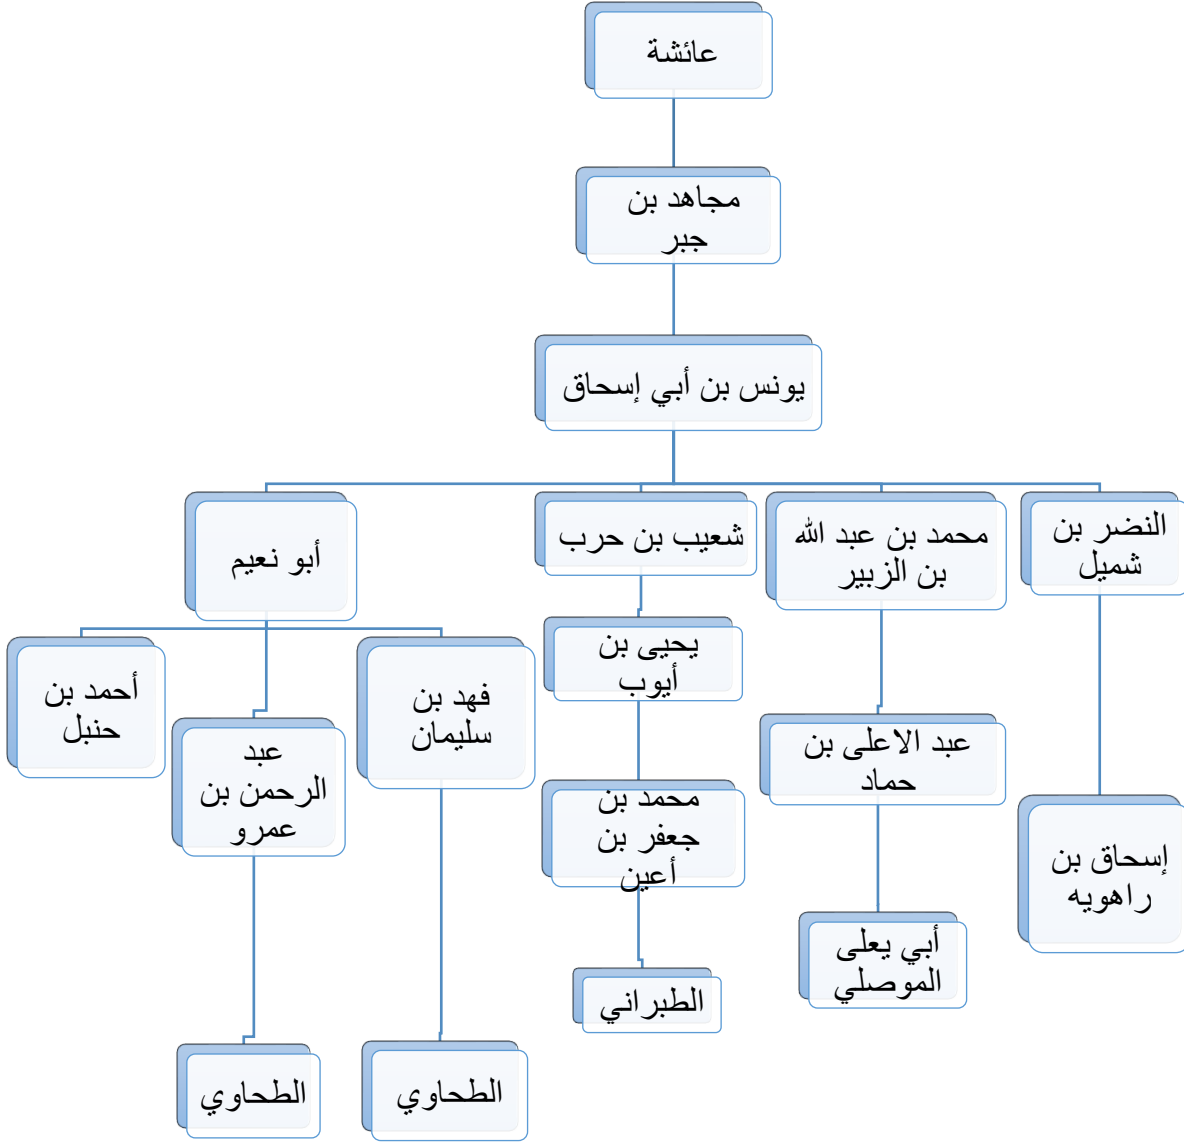 عائشة
مجاهد بن
جبر
يونس بن أبي إسحاق
النضر بن
شميل
محمد بن عبد الله
بن الزبير
شعيب بن حرب
أبو نعيم
يحيى بن
أيوب
فهد بن
سليمان
أحمد بن
حنبل
عبد الاعلى بن
حماد
عبد
الرحمن بن
عمرو
محمد بن
جعفر بن
أعين
إسحاق بن
راهويه
أبي يعلى
الموصلي
الطبراني
الطحاوي
الطحاوي